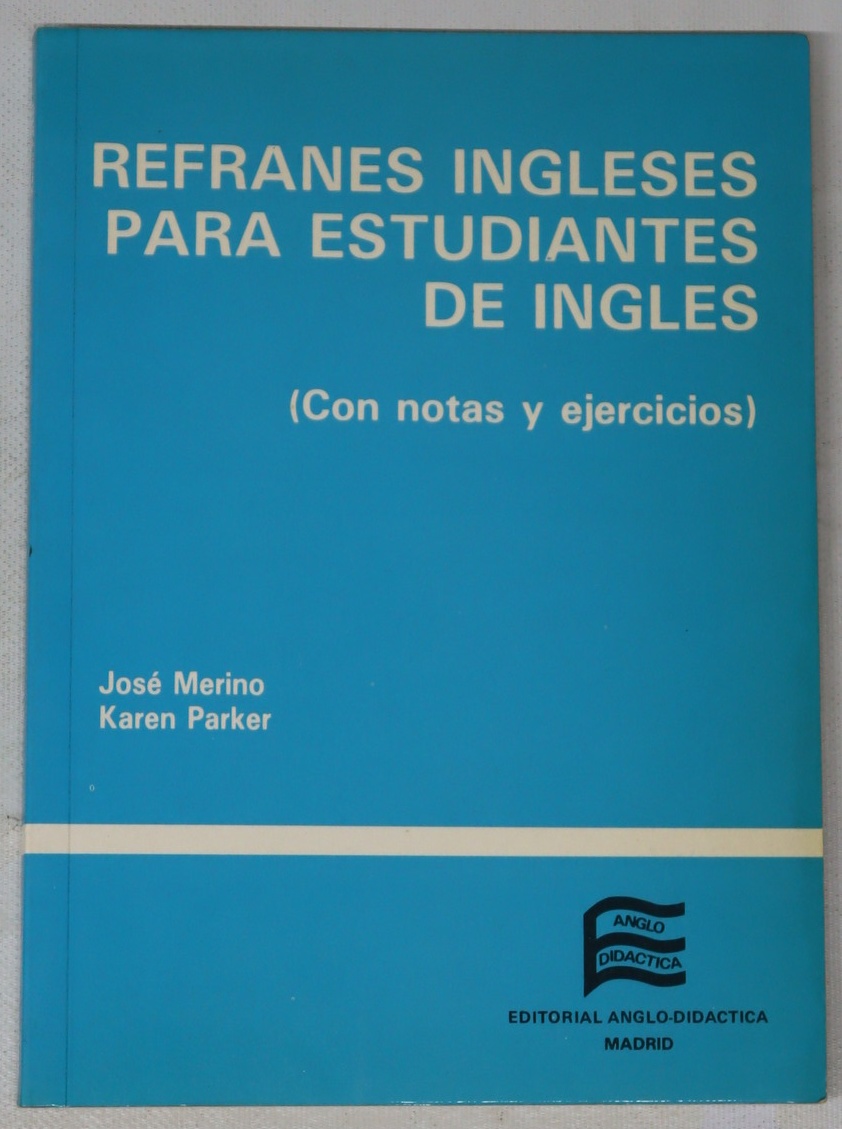 REFRANES INGLESES
PARA ESTUDIANTES
DE INGLES
(Con notas y ejercicios)
José Merino
Karen Parker
ANGLO
DIDACTICA
EDITORIAL ANGLO-DIDACTICA
MADRID